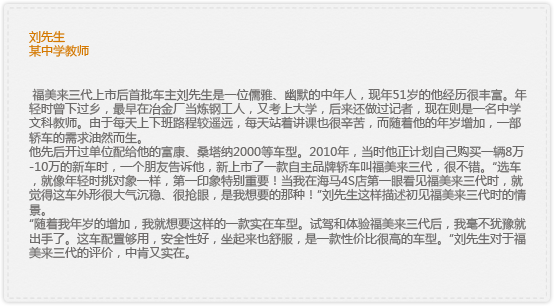 刘先生
某中学教师
福美来三代上市后首批车主刘先生是一位儒雅、幽默的中年人，现年51岁的他经历很丰富。年
轻时曾下过乡，最早在冶金厂当炼钢工人，又考上大学，后来还做过记者，现在则是一名中学
文科教师。由于每天上下班路程较遥远，每天站着讲课也很辛苦，而随着他的年岁增加，一部
轿车的需求油然而生。
他先后开过单位配给他的富康、桑塔纳2000等车型。2010年，当时他正计划自己购买一辆8万
-10万的新车时，一个朋友告诉他，新上市了一款自主品牌轿车叫福美来三代，很不错。“选车
，就像年轻时挑对象一样，第一印象特别重要！当我在海马4S店第一眼看见福美来三代时，就
觉得这车外形很大气沉稳、很抢眼，是我想要的那种！”刘先生这样描述初见福美来三代时的情
景。
“随着我年岁的增加，我就想要这样的一款实在车型。试驾和体验福美来三代后，我毫不犹豫就
出手了。这车配置够用，安全性好，坐起来也舒服，是一款性价比很高的车型。”刘先生对于福
美来三代的评价，中肯又实在。